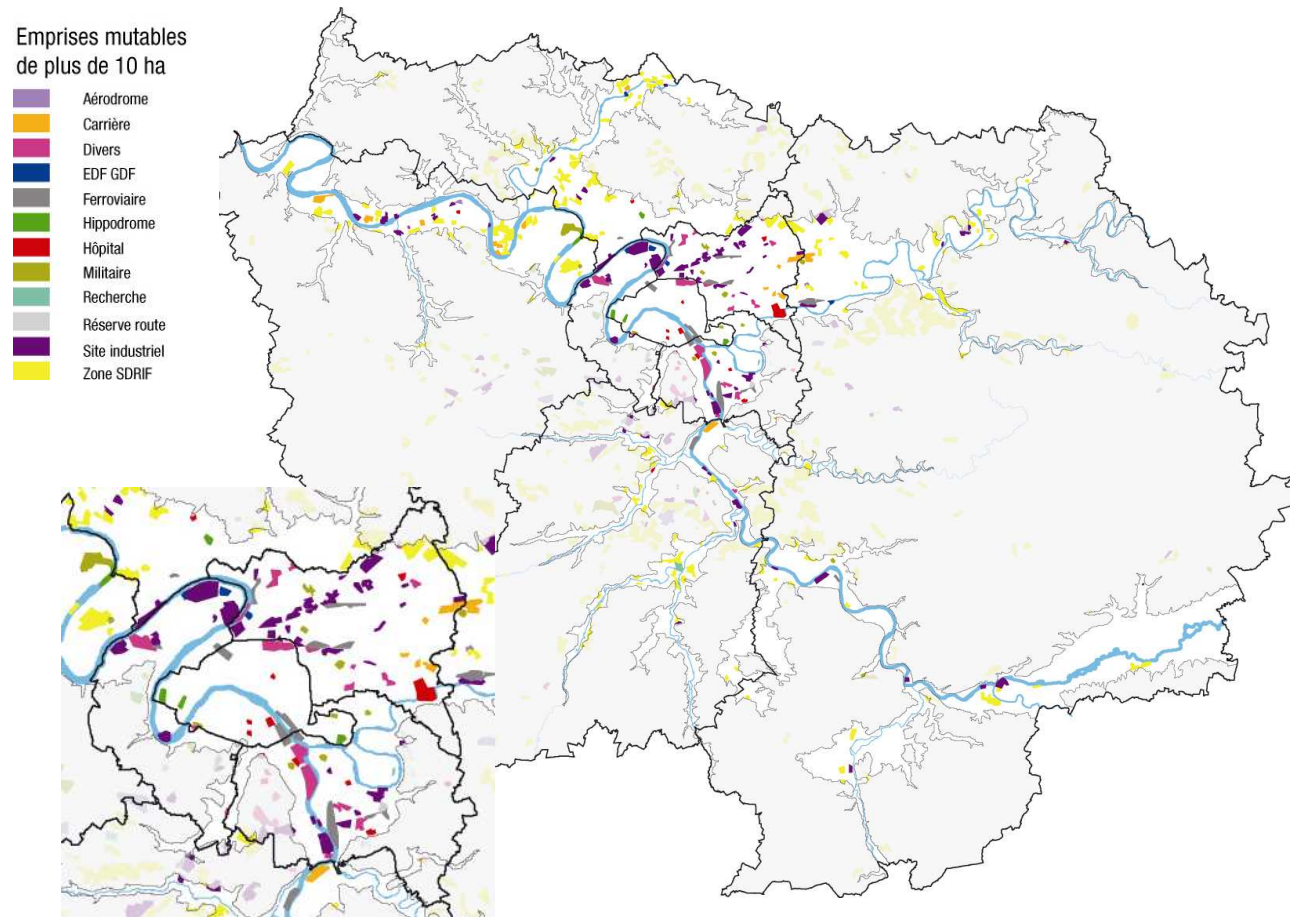 Emprises mutables
de plus de 10 ha
Aérodrome
Carrière
Divers
EDF GDF
Ferroviaire
Hippodrome
Hôpital
Militaire
Recherche
Réserve route
Site industriel
Zone SDRIF